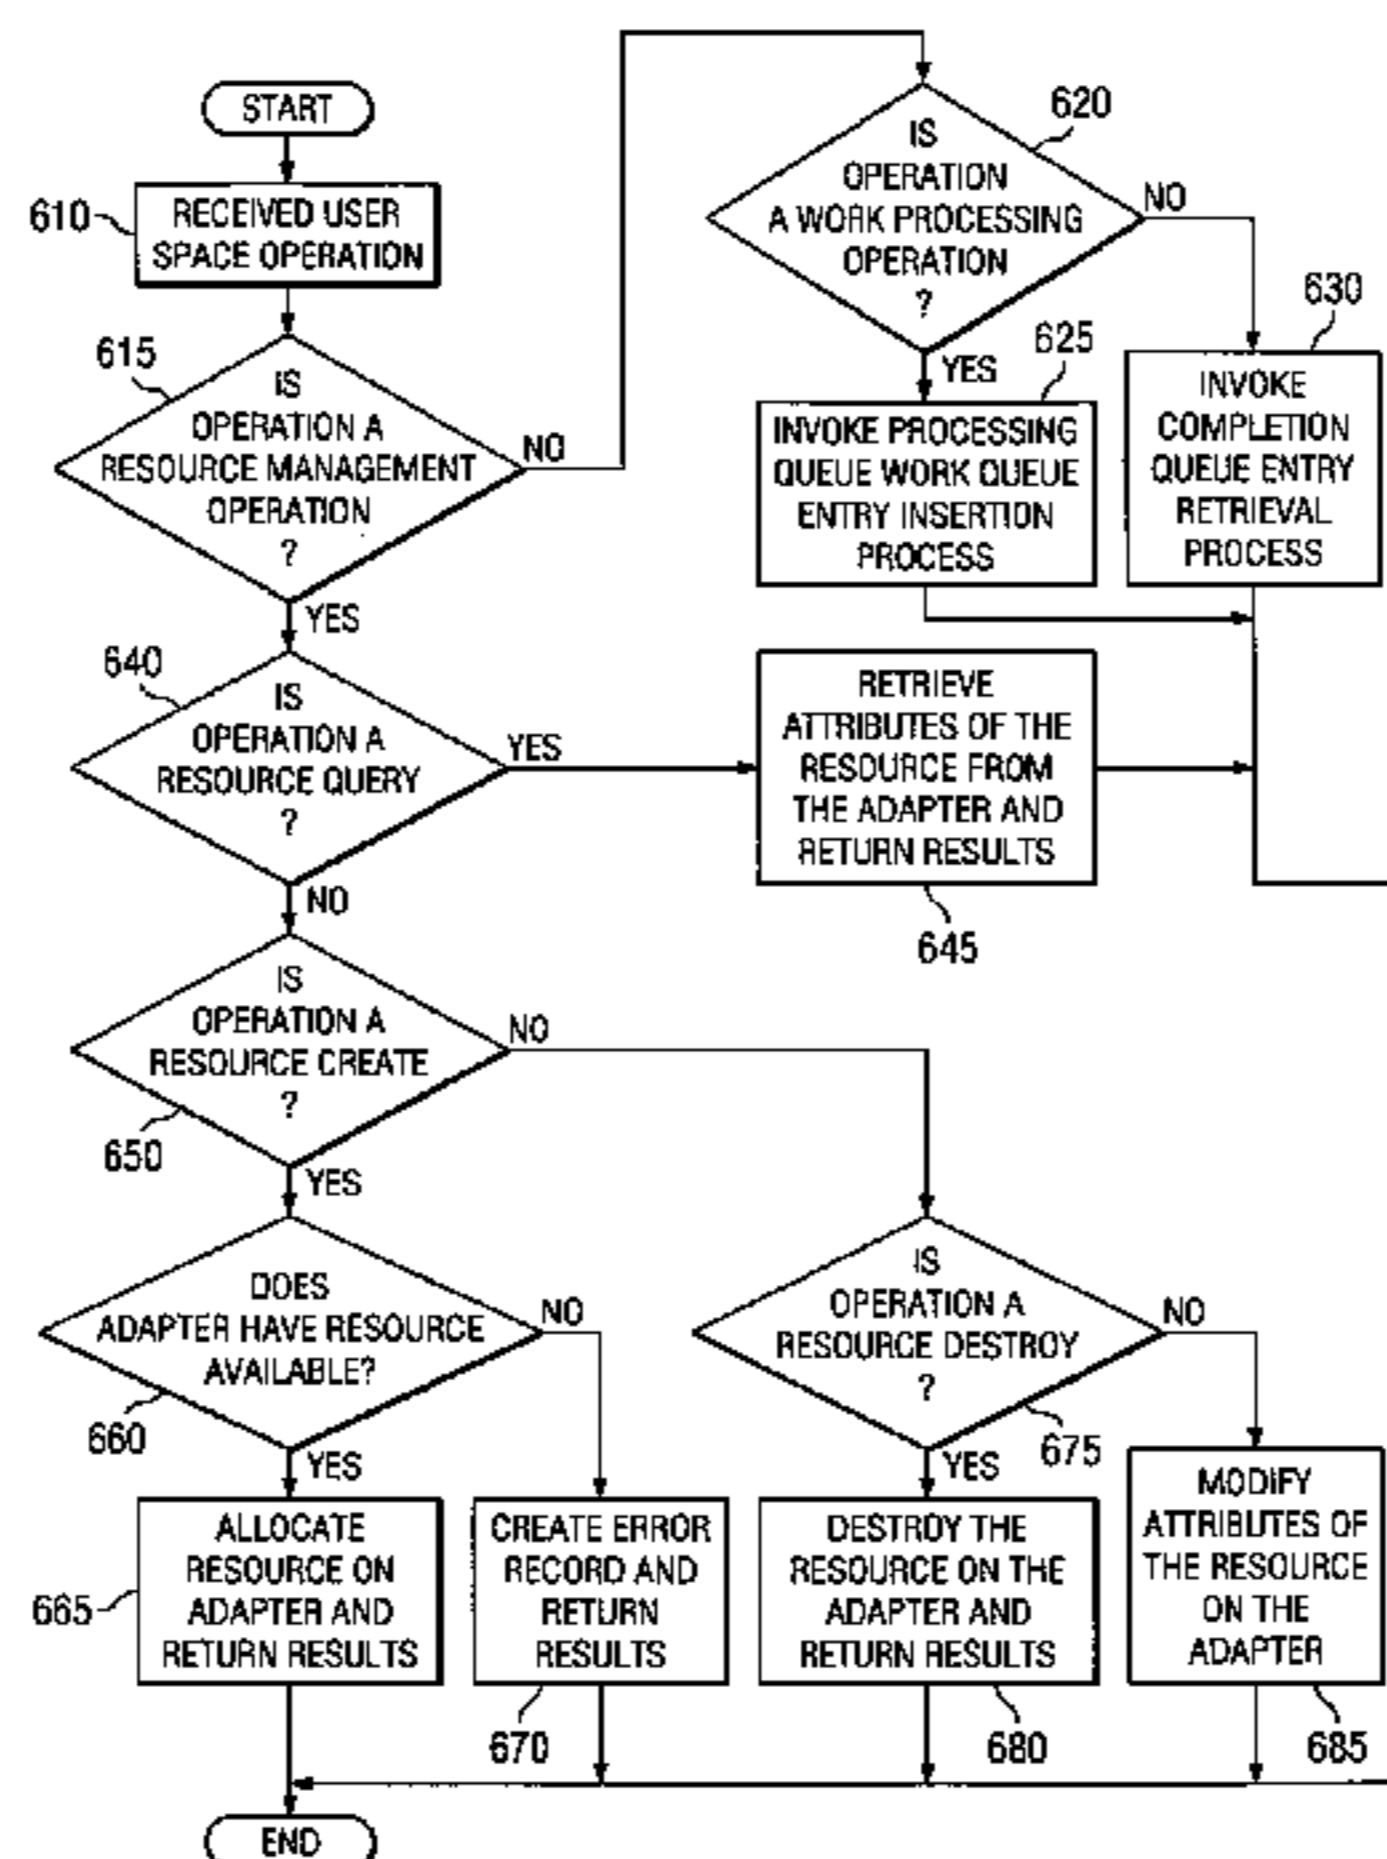 START
610
RECEIVED USER
SPACE OPERATION
615
IS
OPERATION A
RESOURCE MANAGEMENT
OPERATION
?
NO
YES
620
IS
OPERATION
A WORK PROCESSING
OPERATION
?
NO
YES
625
INVOKE PROCESSING
QUEUE WORK QUEUE
ENTRY INSERTION
PROCESS
630
INVOKE
COMPLETION
QUEUE ENTRY
RETRIEVAL
PROCESS
640
IS
OPERATION A
RESOURCE QUERY
?
YES
NO
RETRIEVE
ATTRIBUTES OF THE
RESOURCE FROM
THE ADAPTER AND
RETURN RESULTS
645
IS
OPERATION A
RESOURCE CREATE
?
650
NO
YES
DOES
ADAPTER HAVE RESOURCE
AVAILABLE?
660
NO
YES
IS
OPERATION A
RESOURCE DESTROY
?
675
NO
YES
665
ALLOCATE
RESOURCE ON
ADAPTER AND
RETURN RESULTS
CREATE ERROR
RECORD AND
RETURN
RESULTS
670
DESTROY THE
RESOURCE ON THE
ADAPTER AND
RETURN RESULTS
680
MODIFY
ATTRIBUTES OF
THE RESOURCE
ON THE
ADAPTER
685
END